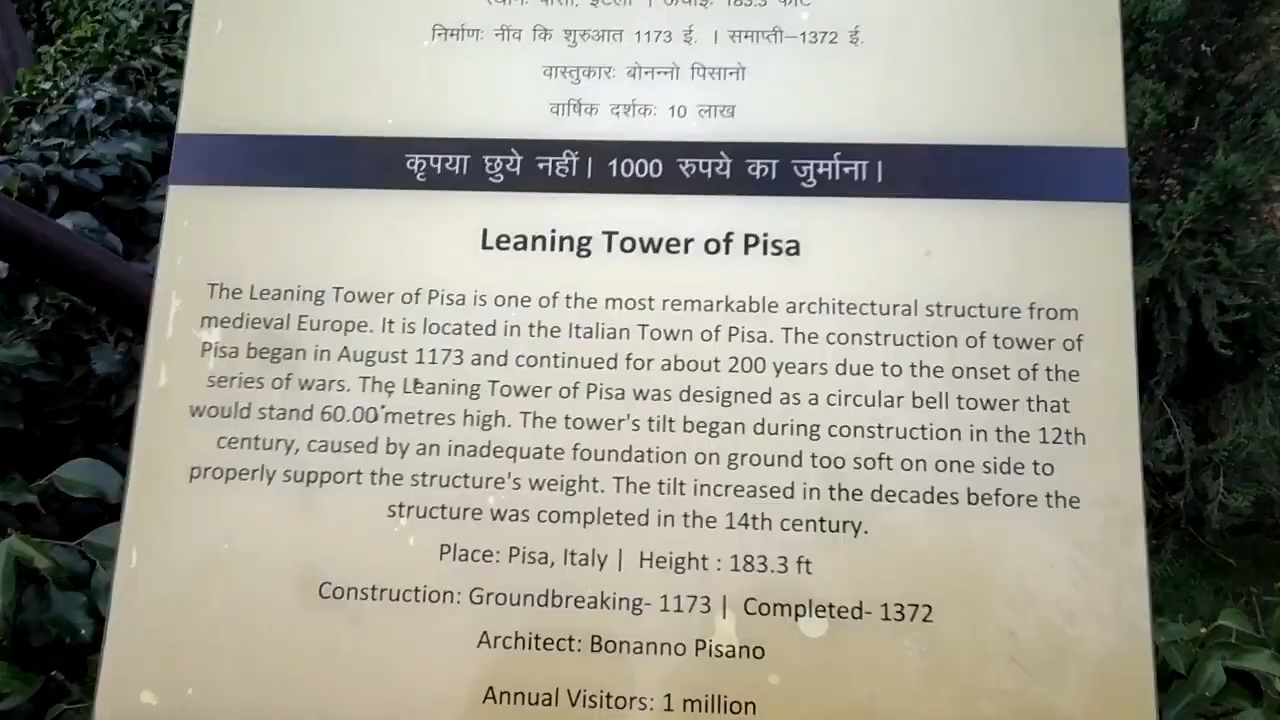 स्थानः पीसा, इटली । ऊंचाईः 183.3 फीट
निर्माणः नींव कि शुरुआत 1173 ई. । समाप्ती–1372 ई.
वास्तुकारः बोनन्नो पिसानो
वार्षिक दर्शकः 10 लाख
कृपया छुये नहीं। 1000 रुपये का जुर्माना।
Leaning Tower of Pisa
The Leaning Tower of Pisa is one of the most remarkable architectural structure from
medieval Europe. It is located in the Italian Town of Pisa. The construction of tower of
Pisa began in August 1173 and continued for about 200 years due to the onset of the
series of wars. The Leaning Tower of Pisa was designed as a circular bell tower that
would stand 60.00 metres high. The tower's tilt began during construction in the 12th
century, caused by an inadequate foundation on ground too soft on one side to
properly support the structure's weight. The tilt increased in the decades before the
structure was completed in the 14th century.
Place: Pisa, Italy | Height : 183.3 ft
Construction: Groundbreaking- 1173 | Completed- 1372
Architect: Bonanno Pisano
Annual Visitors: 1 million